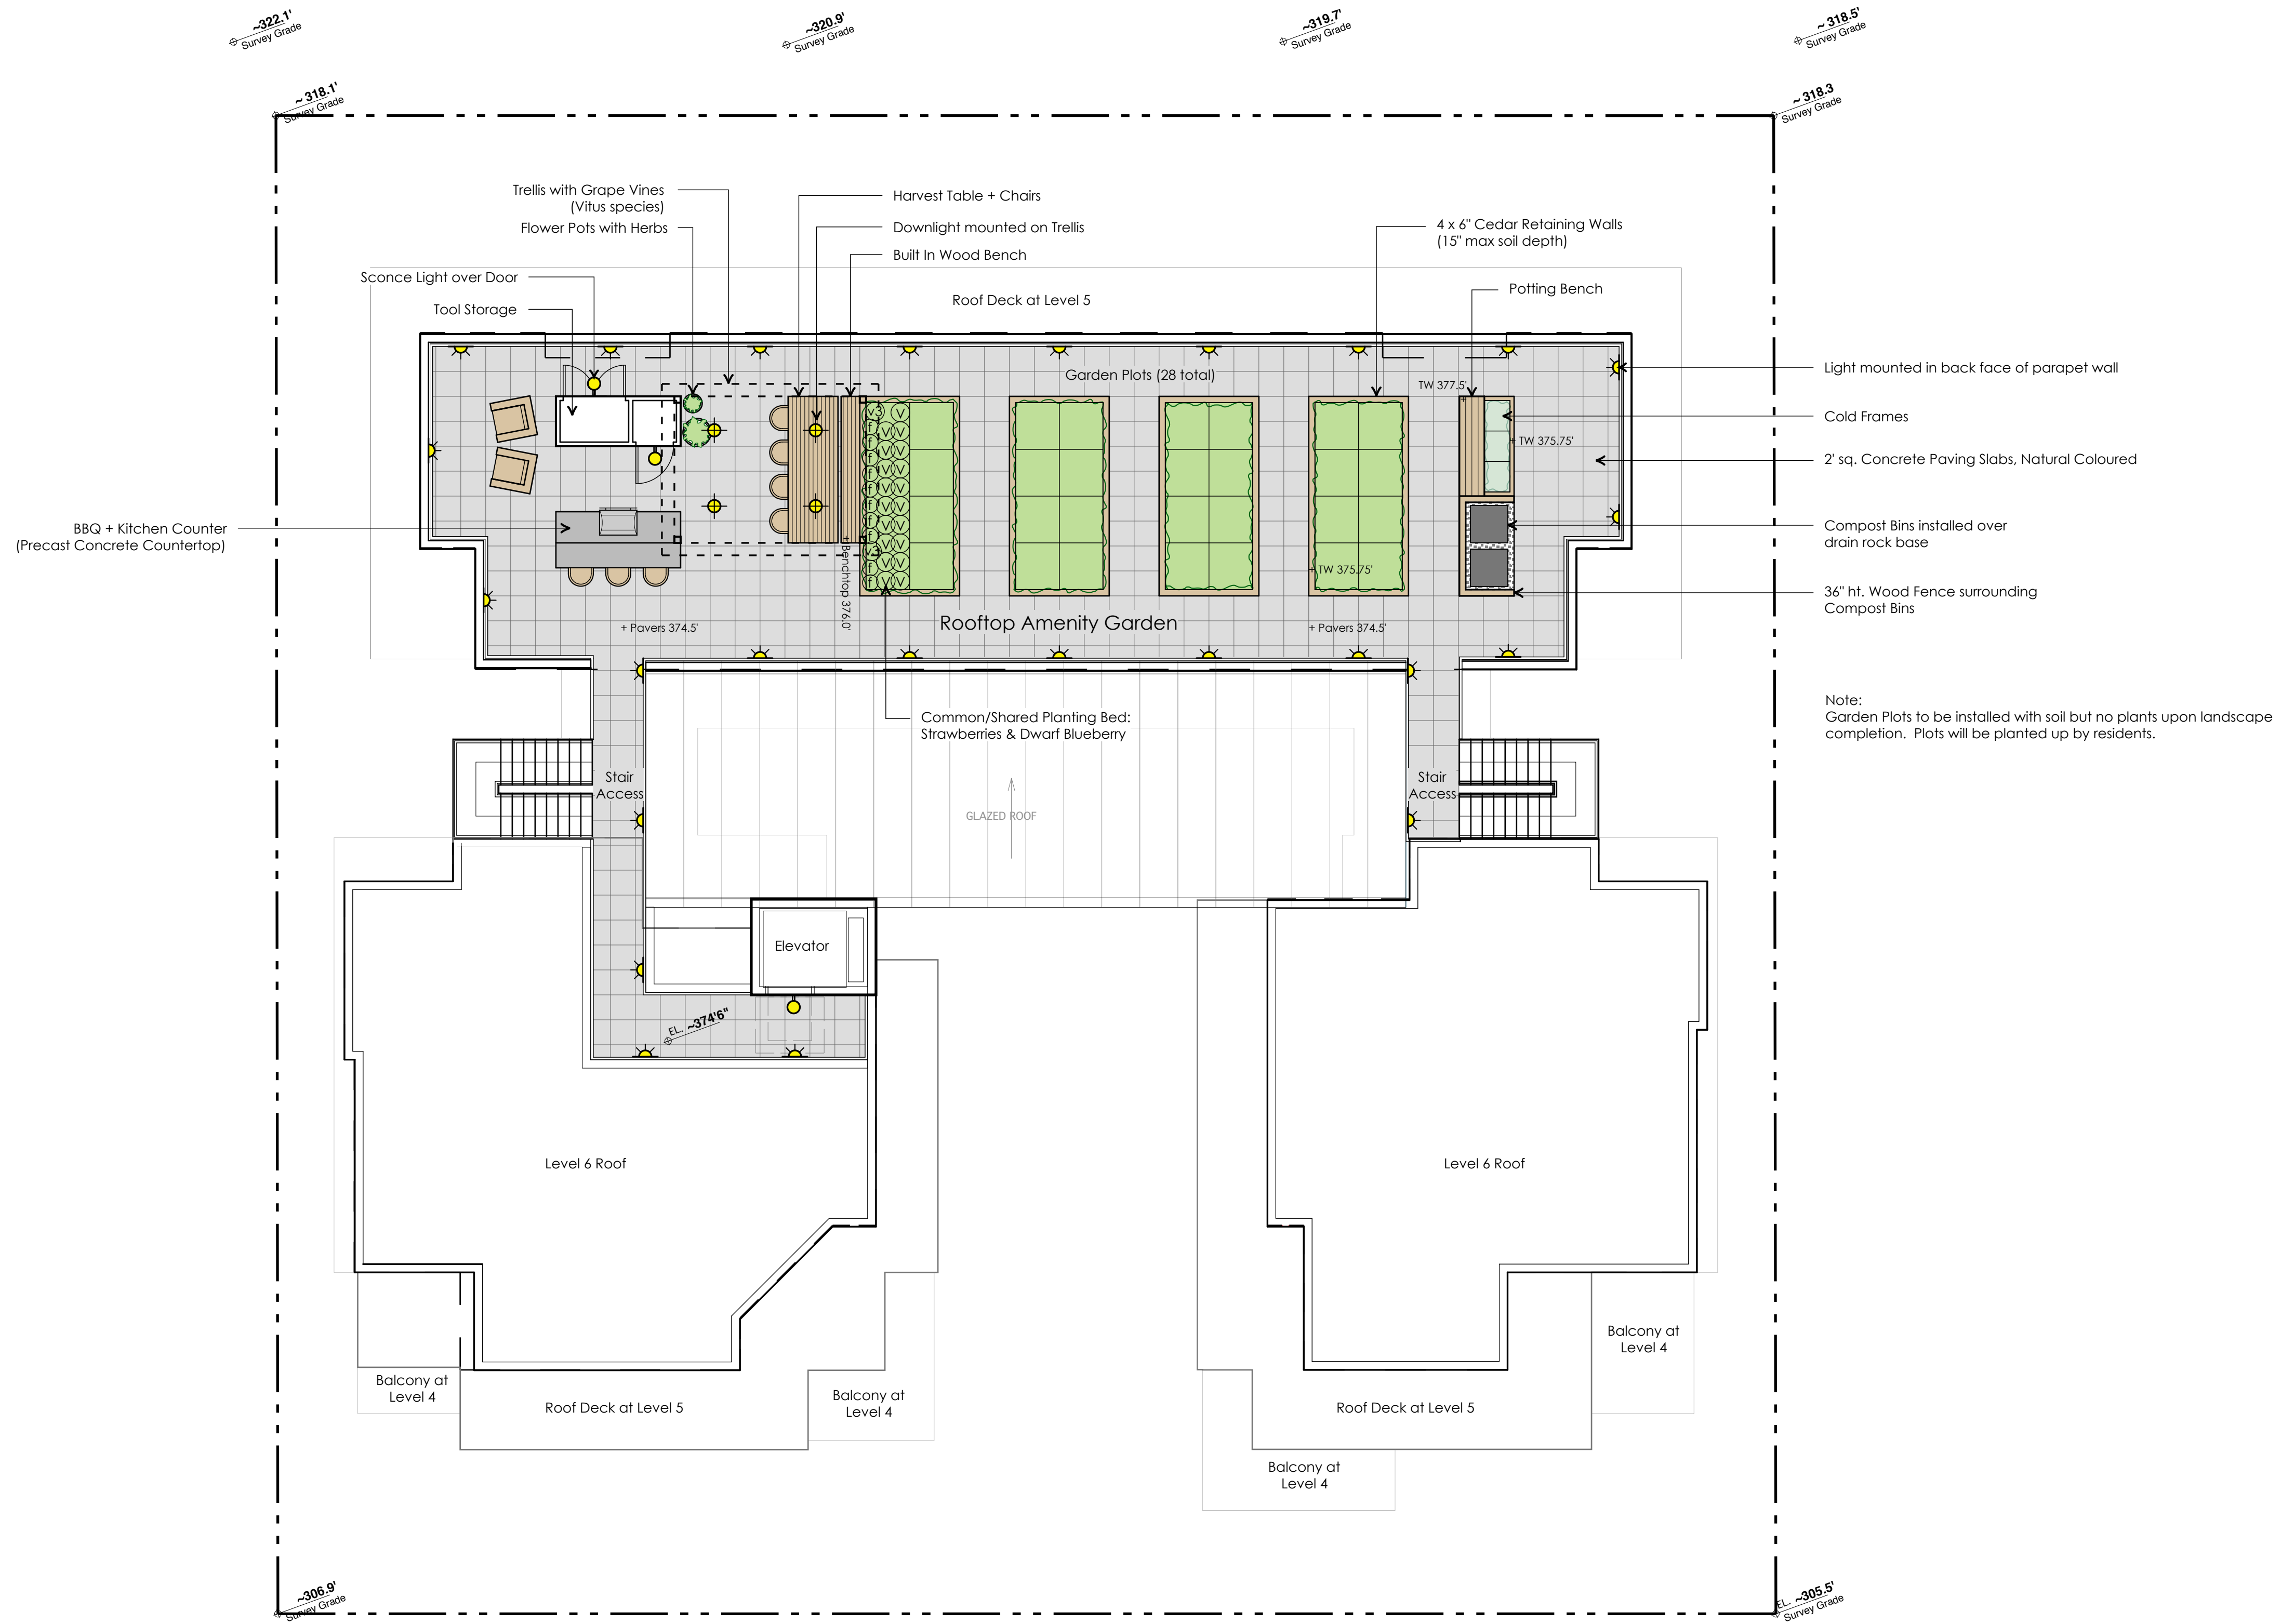 ~322.1'
Survey Grade
~320.9'
Survey Grade
~319.7'
Survey Grade
~ 318.5'
Survey Grade
~ 318.1'
Survey Grade
~ 318.3
Survey Grade
Trellis with Grape Vines
(Vitus species)
Flower Pots with Herbs
Sconce Light over Door
Tool Storage
Harvest Table + Chairs
Downlight mounted on Trellis
Built In Wood Bench
4 x 6" Cedar Retaining Walls
(15" max soil depth)
Potting Bench
Roof Deck at Level 5
Light mounted in back face of parapet wall
Garden Plots (28 total)
TW 377.5'
Cold Frames
+ TW 375.75'
2' sq. Concrete Paving Slabs, Natural Coloured
BBQ + Kitchen Counter
(Precast Concrete Countertop)
Compost Bins installed over
drain rock base
+ TW 375.75'
+ Benchtop 376.0'
36" ht. Wood Fence surrounding
Compost Bins
+ Pavers 374.5'
Rooftop Amenity Garden
+ Pavers 374.5'
Common/Shared Planting Bed:
Strawberries & Dwarf Blueberry
Note:
Garden Plots to be installed with soil but no plants upon landscape
completion.  Plots will be planted up by residents.
Stair
Access
Stair
Access
GLAZED ROOF
Elevator
EL. ~374'6"
Level 6 Roof
Level 6 Roof
Balcony at
Level 4
Balcony at
Level 4
Balcony at
Level 4
Roof Deck at Level 5
Roof Deck at Level 5
Balcony at
Level 4
~306.9'
Survey Grade
EL. ~305.5'
Survey Grade